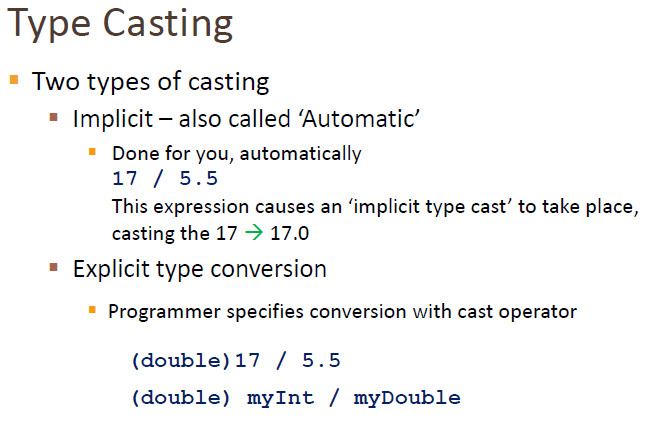 Type Casting
Two types of casting
Implicit – also called ‘Automatic’
Done for you, automatically
17 / 5.5
This expression causes an ‘implicit type cast’ to take place,
casting the 17 → 17.0
Explicit type conversion
Programmer specifies conversion with cast operator
(double)17 / 5.5
(double) myInt / myDouble